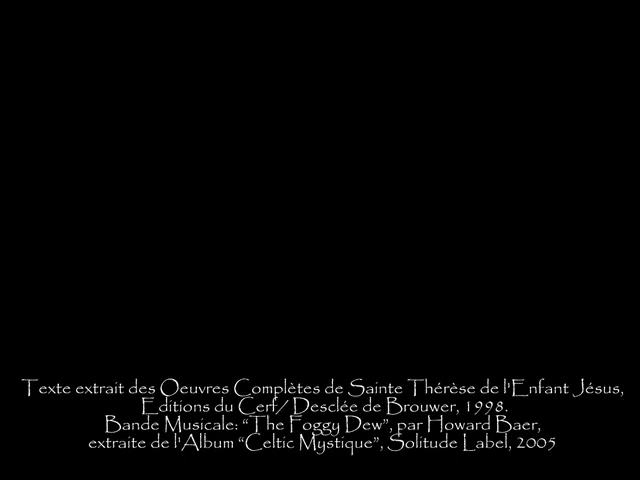 Texte extrait des Oeuvres Complètes de Sainte Thérèse de l'Enfant Jésus,
Editions du Cerf/ Desclée de Brouwer, 1998.
Bande Musicale: “The Foggy Dew”, par Howard Baer,
extraite de l'Album “Celtic Mystique”, Solitude Label, 2005